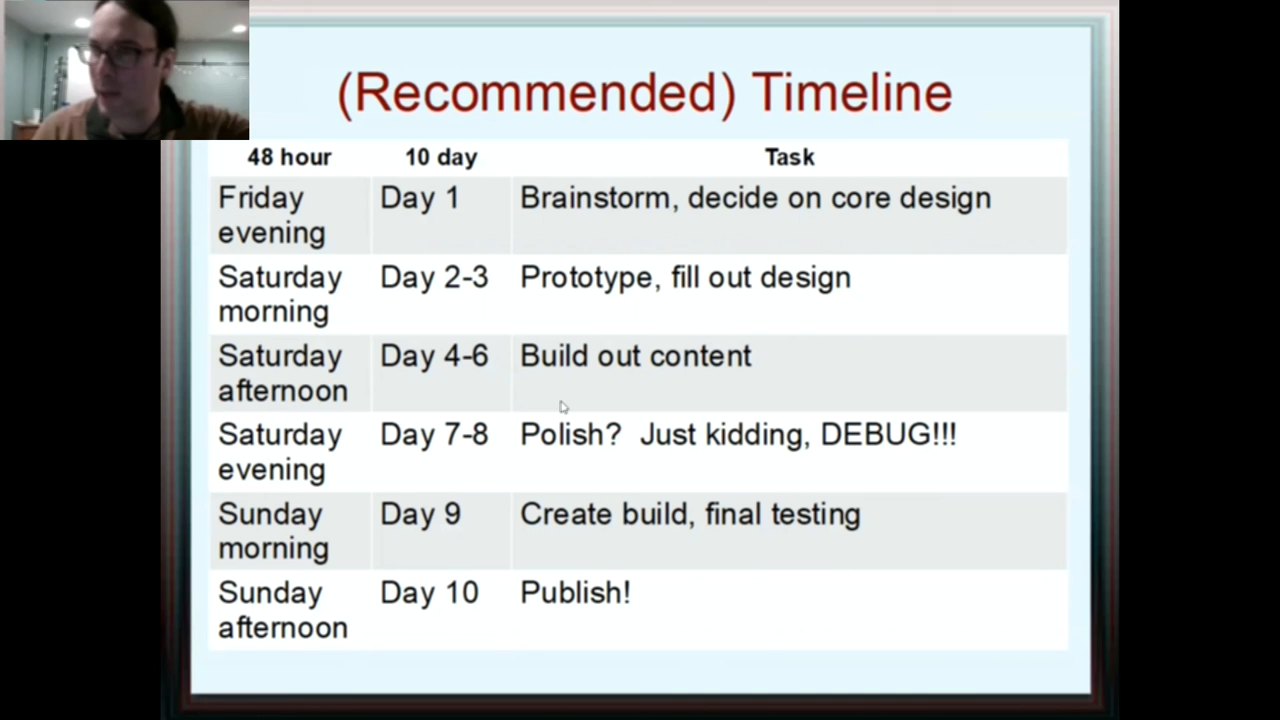 (Recommended) Timeline
48 hour 10 day Task
Friday evening Day 1 Brainstorm, decide on core design
Saturday morning Day 2-3 Prototype, fill out design
Saturday afternoon Day 4-6 Build out content
Saturday evening Day 7-8 Polish? Just kidding, DEBUG!!!
Sunday morning Day 9 Create build, final testing
Sunday afternoon Day 10 Publish!